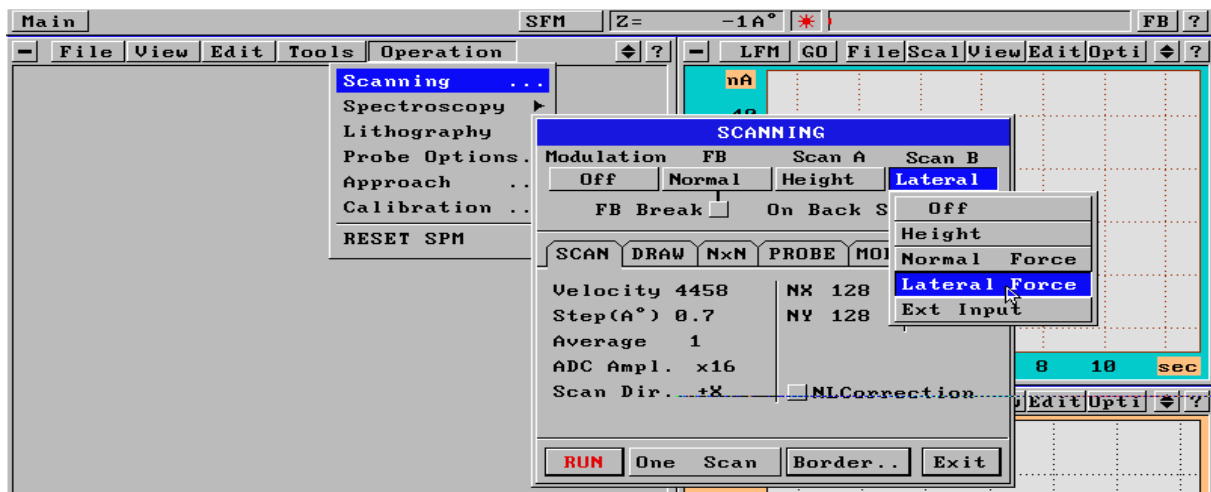 Main SFM Z= -1A° FB ?
File View Edit Tools Operation ? LFM GO File Scal View Edit Opti ?
Scanning ...
nA
Spectroscopy
Lithography
SCANNING
Probe Options.
Modulation FB Scan A Scan B
Approach ..
Off Normal Height Lateral
Calibration ..
FB Break On Back S
Off
RESET SPM
Height
SCAN DRAW NxN PROBE MO
Normal Force
Velocity 4458 NX 128
Lateral Force
Step(A°) 0.7 NY 128
Ext Input
Average 1
ADC Ampl. x16
8 10 sec
Scan Dir. +X NLCorrection
Edit Opti ?
RUN One Scan Border.. Exit